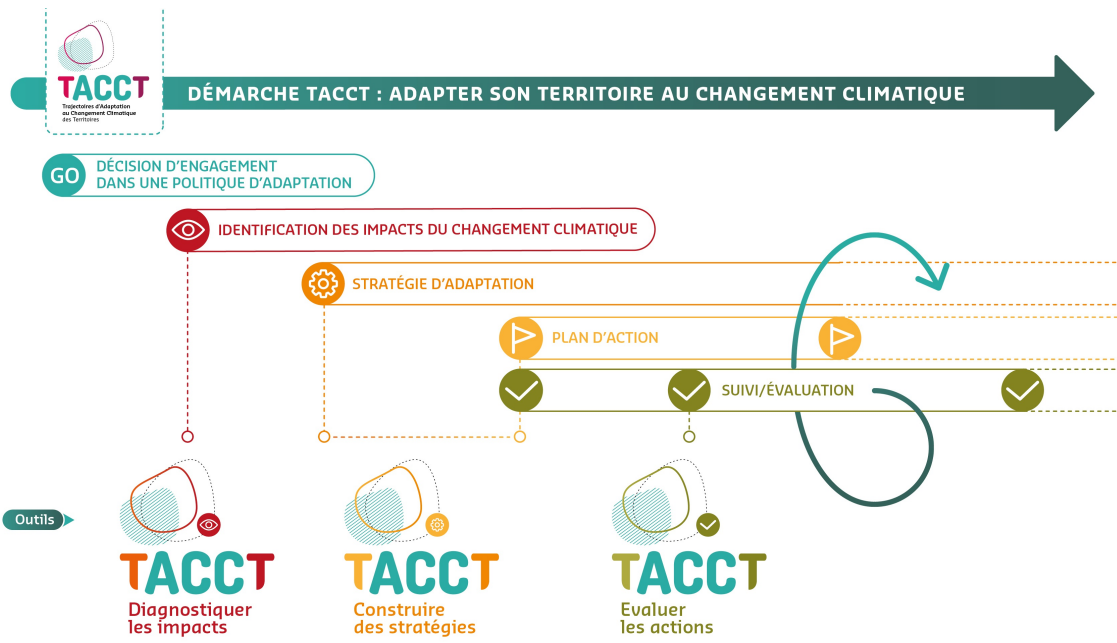 TACCT
Trajectoires d'Adaptation
au Changement Climatique
des Territoires
DÉMARCHE TACCT : ADAPTER SON TERRITOIRE AU CHANGEMENT CLIMATIQUE
GO
DÉCISION D'ENGAGEMENT
DANS UNE POLITIQUE D'ADAPTATION
IDENTIFICATION DES IMPACTS DU CHANGEMENT CLIMATIQUE
STRATÉGIE D'ADAPTATION
PLAN D'ACTION
SUIVI/ÉVALUATION
Outils
TACCT
Diagnostiquer
les impacts
TACCT
Construire
des stratégies
TACCT
Evaluer
les actions